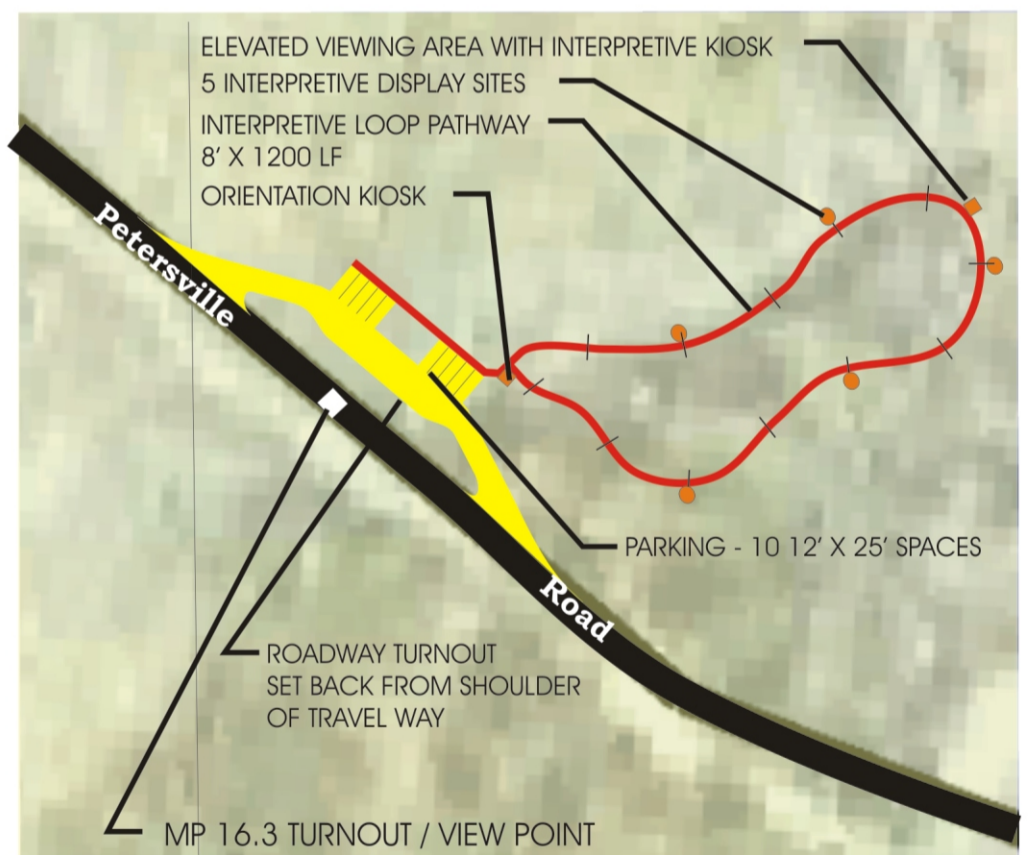 ELEVATED VIEWING AREA WITH INTERPRETIVE KIOSK
5 INTERPRETIVE DISPLAY SITES
INTERPRETIVE LOOP PATHWAY
8’ X 1200 LF
ORIENTATION KIOSK
Petersville
Road
PARKING - 10 12’ X 25’ SPACES
ROADWAY TURNOUT
SET BACK FROM SHOULDER
OF TRAVEL WAY
MP 16.3 TURNOUT / VIEW POINT